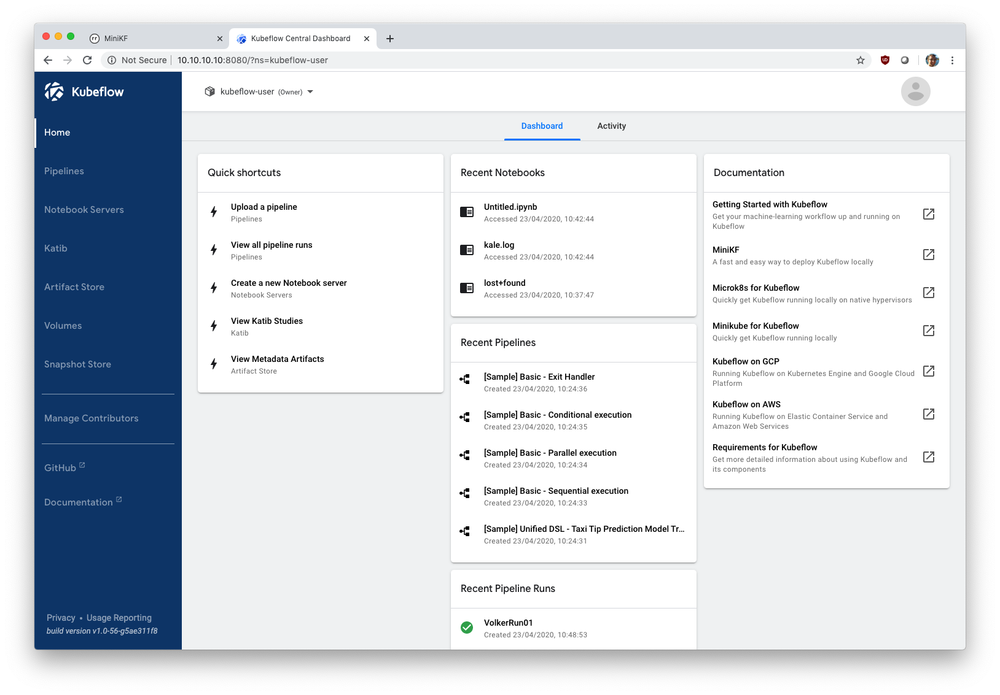 MiniKF
Kubeflow Central Dashboard
Not Secure
10.10.10.10:8080/?ns=kubeflow-user
Kubeflow
kubeflow-user (Owner)
Home
Pipelines
Notebook Servers
Katib
Artifact Store
Volumes
Snapshot Store
Manage Contributors
GitHub
Documentation
Privacy • Usage Reporting
build version v1.0-56-g5ae311f8
Dashboard
Activity
Quick shortcuts
Upload a pipeline
Pipelines
View all pipeline runs
Pipelines
Create a new Notebook server
Notebook Servers
View Katib Studies
Katib
View Metadata Artifacts
Artifact Store
Recent Notebooks
Untitled.ipynb
Accessed 23/04/2020, 10:42:44
kale.log
Accessed 23/04/2020, 10:42:44
lost+found
Accessed 23/04/2020, 10:37:47
Recent Pipelines
[Sample] Basic - Exit Handler
Created 23/04/2020, 10:24:36
[Sample] Basic - Conditional execution
Created 23/04/2020, 10:24:35
[Sample] Basic - Parallel execution
Created 23/04/2020, 10:24:34
[Sample] Basic - Sequential execution
Created 23/04/2020, 10:24:33
[Sample] Unified DSL - Taxi Tip Prediction Model Tr...
Created 23/04/2020, 10:24:31
Recent Pipeline Runs
VolkerRun01
Created 23/04/2020, 10:48:53
Documentation
Getting Started with Kubeflow
Get your machine-learning workflow up and running on
Kubeflow
MiniKF
A fast and easy way to deploy Kubeflow locally
Microk8s for Kubeflow
Quickly get Kubeflow running locally on native hypervisors
Minikube for Kubeflow
Quickly get Kubeflow running locally
Kubeflow on GCP
Running Kubeflow on Kubernetes Engine and Google Cloud
Platform
Kubeflow on AWS
Running Kubeflow on Elastic Container Service and
Amazon Web Services
Requirements for Kubeflow
Get more detailed information about using Kubeflow and
its components